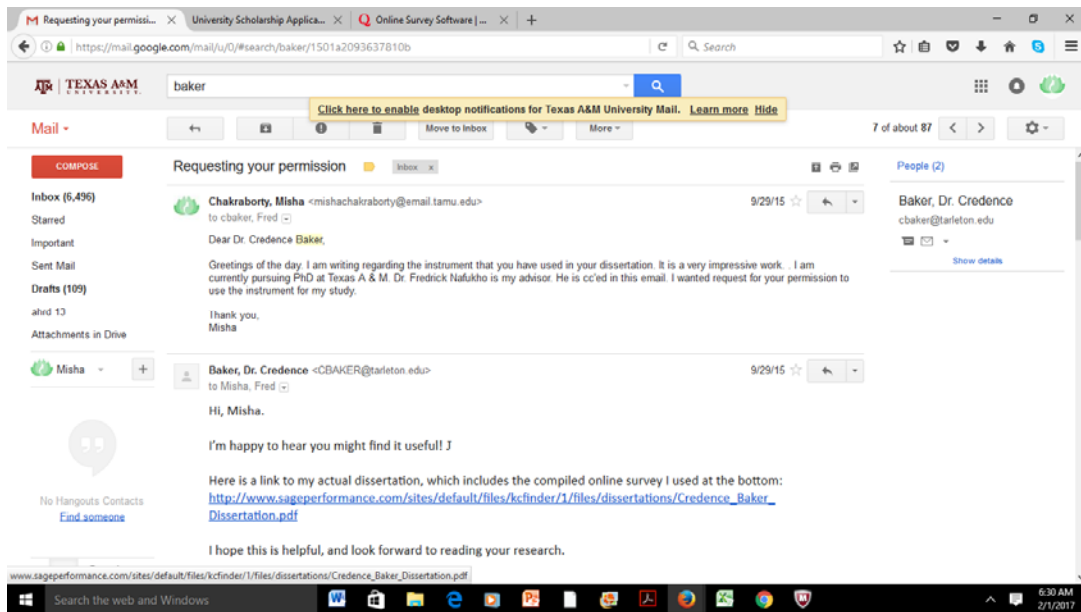 Requesting your permissi...
University Scholarship Applica...
Online Survey Software | ...
https://mail.google.com/mail/u/0/#search/baker/1501a2093637810b
Search
TEXAS A&M
UNIVERSITY
baker
Click here to enable desktop notifications for Texas A&M University Mail. Learn more Hide
Mail
Move to Inbox
More
7 of about 87
COMPOSE
Requesting your permission
Inbox x
People (2)
Inbox (6,496)
Starred
Important
Sent Mail
Drafts (109)
ahrd 13
Attachments in Drive
Misha
No Hangouts Contacts
Find someone
Chakraborty, Misha <mishachakraborty@email.tamu.edu>
9/29/15
to cbaker, Fred
Dear Dr. Credence Baker,
Greetings of the day. I am writing regarding the instrument that you have used in your dissertation. It is a very impressive work. . I am
currently pursuing PhD at Texas A & M. Dr. Fredrick Nafukho is my advisor. He is cc'ed in this email. I wanted request for your permission to
use the instrument for my study.
Thank you,
Misha
Baker, Dr. Credence <CBAKER@tarleton.edu>
9/29/15
to Misha, Fred
Hi, Misha.
I'm happy to hear you might find it useful! J
Here is a link to my actual dissertation, which includes the compiled online survey I used at the bottom:
http://www.sageperformance.com/sites/default/files/kcfinder/1/files/dissertations/Credence_Baker_
Dissertation.pdf
I hope this is helpful, and look forward to reading your research.
Baker, Dr. Credence
cbaker@tarleton.edu
Show details
www.sageperformance.com/sites/default/files/kcfinder/1/files/dissertations/Credence_Baker_Dissertation.pdf
Search the web and Windows
6:30 AM
2/1/2017